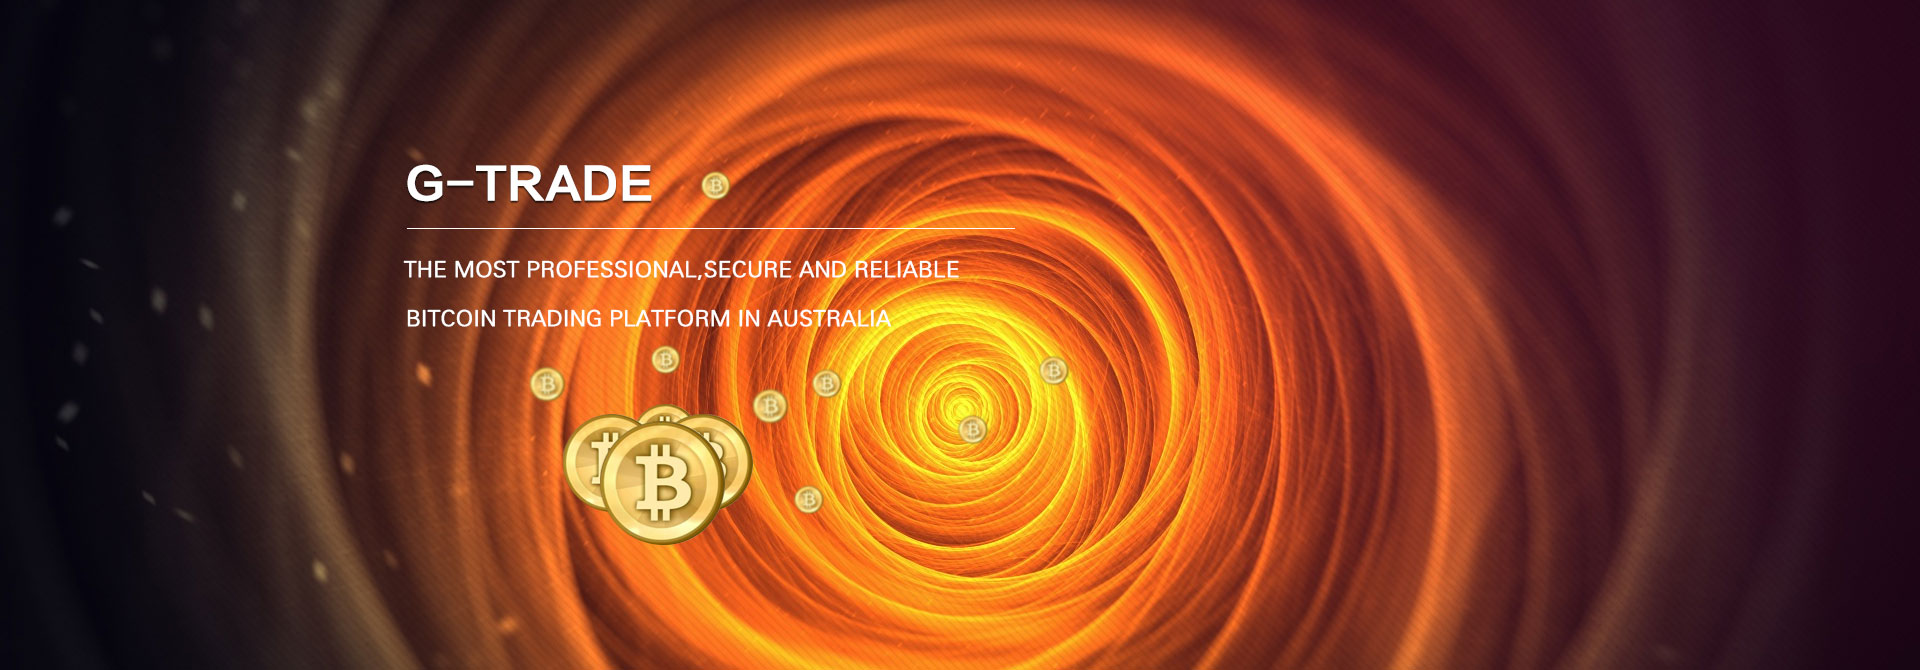 G-TRADE
THE MOST PROFESSIONAL,SECURE AND RELIABLE
BITCOIN TRADING PLATFORM IN AUSTRALIA